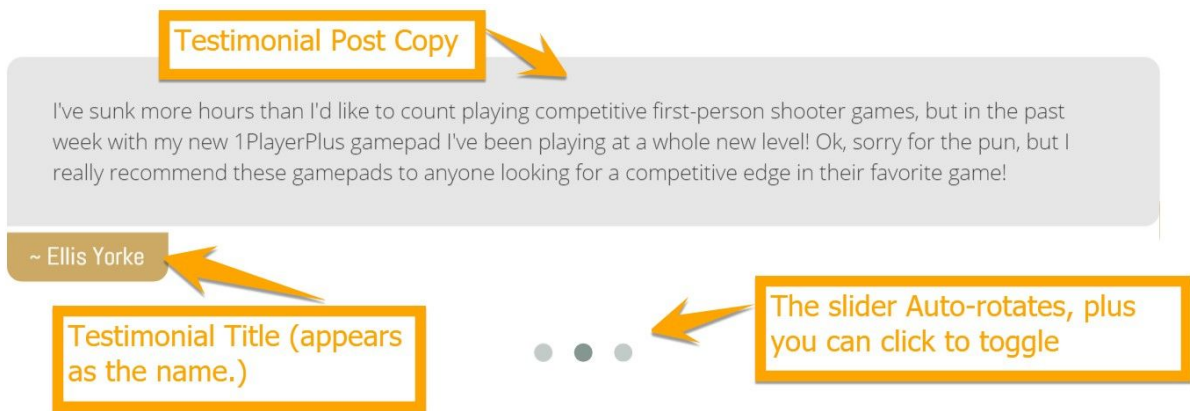 Testimonial Post Copy
I've sunk more hours than I'd like to count playing competitive first-person shooter games, but in the past
week with my new 1PlayerPlus gamepad I've been playing at a whole new level! Ok, sorry for the pun, but I
really recommend these gamepads to anyone looking for a competitive edge in their favorite game!
~ Ellis Yorke
Testimonial Title (appears
as the name.)
The slider Auto-rotates, plus
you can click to toggle